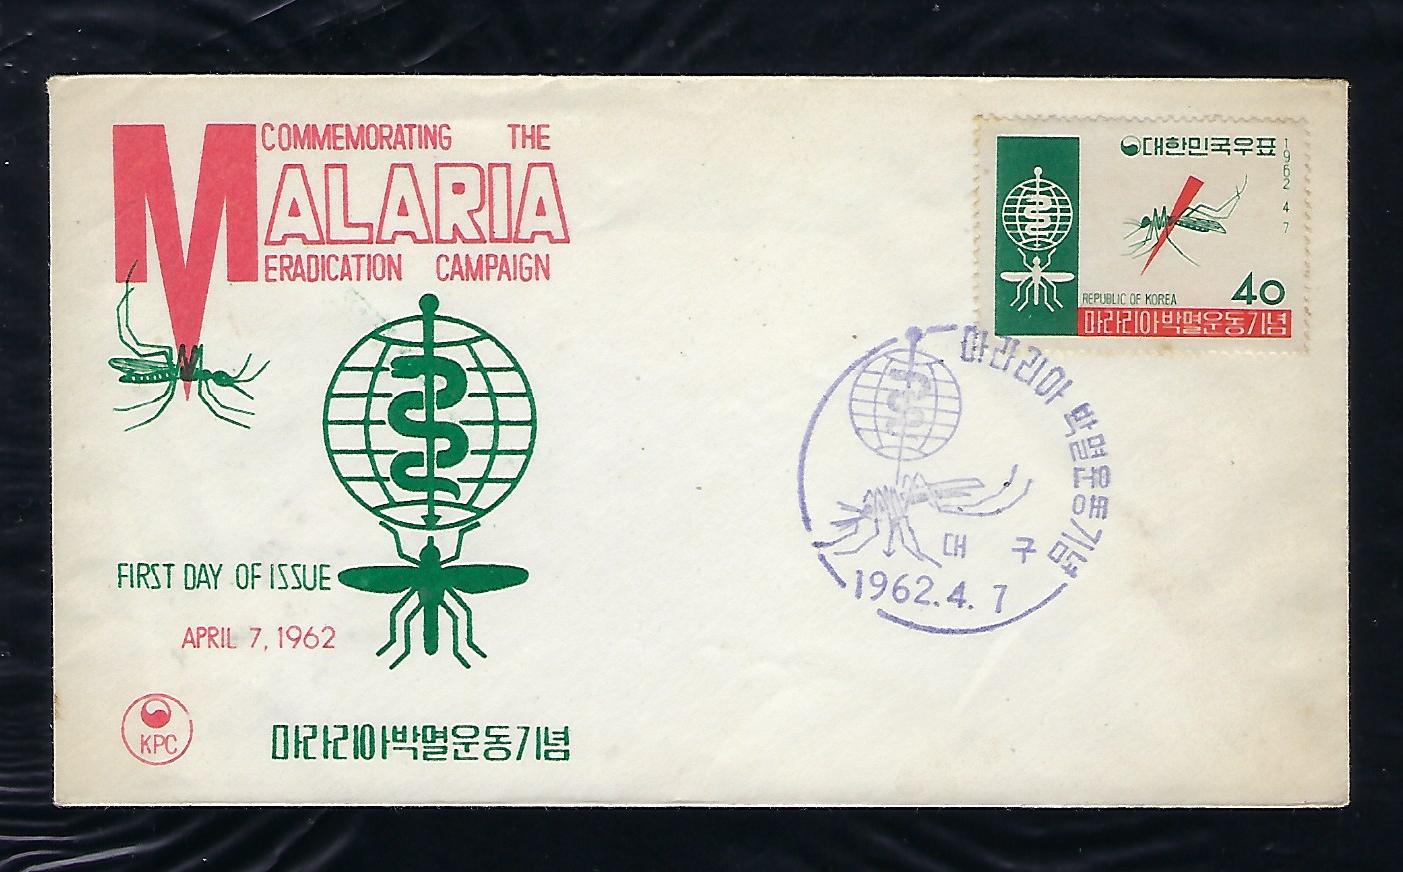 COMMEMORATING THE
MALARIA
ERADICATION CAMPAIGN
FIRST DAY OF ISSUE
APRIL 7, 1962
KPC
마라리아박멸운동기념
대한민국우표
1962 4 7
REPUBLIC OF KOREA
40
마라리아박멸운동기념
마라리아 박멸운동기념
대 구
1962.4.7